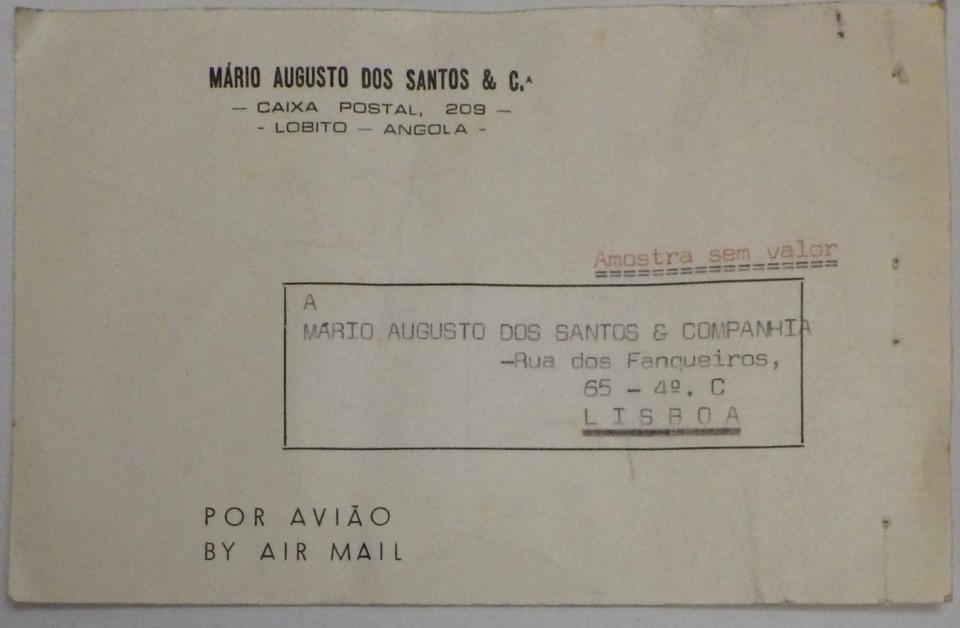 MÁRIO AUGUSTO DOS SANTOS & C.ᴬ
— CAIXA POSTAL, 209 —
- LOBITO — ANGOLA -
Amostra sem valor
A
MÁRIO AUGUSTO DOS SANTOS & COMPANHIA
-Rua dos Fanqueiros,
65 - 4º. C
L I S B O A
POR AVIÃO
BY AIR MAIL